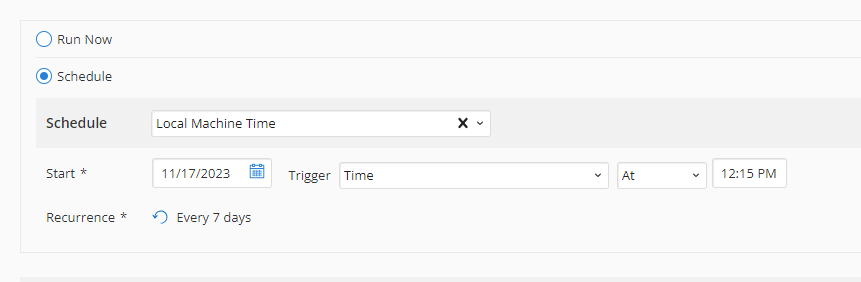 Run Now
Schedule
Schedule Local Machine Time
Start * 11/17/2023 Trigger Time At 12:15 PM
Recurrence * Every 7 days